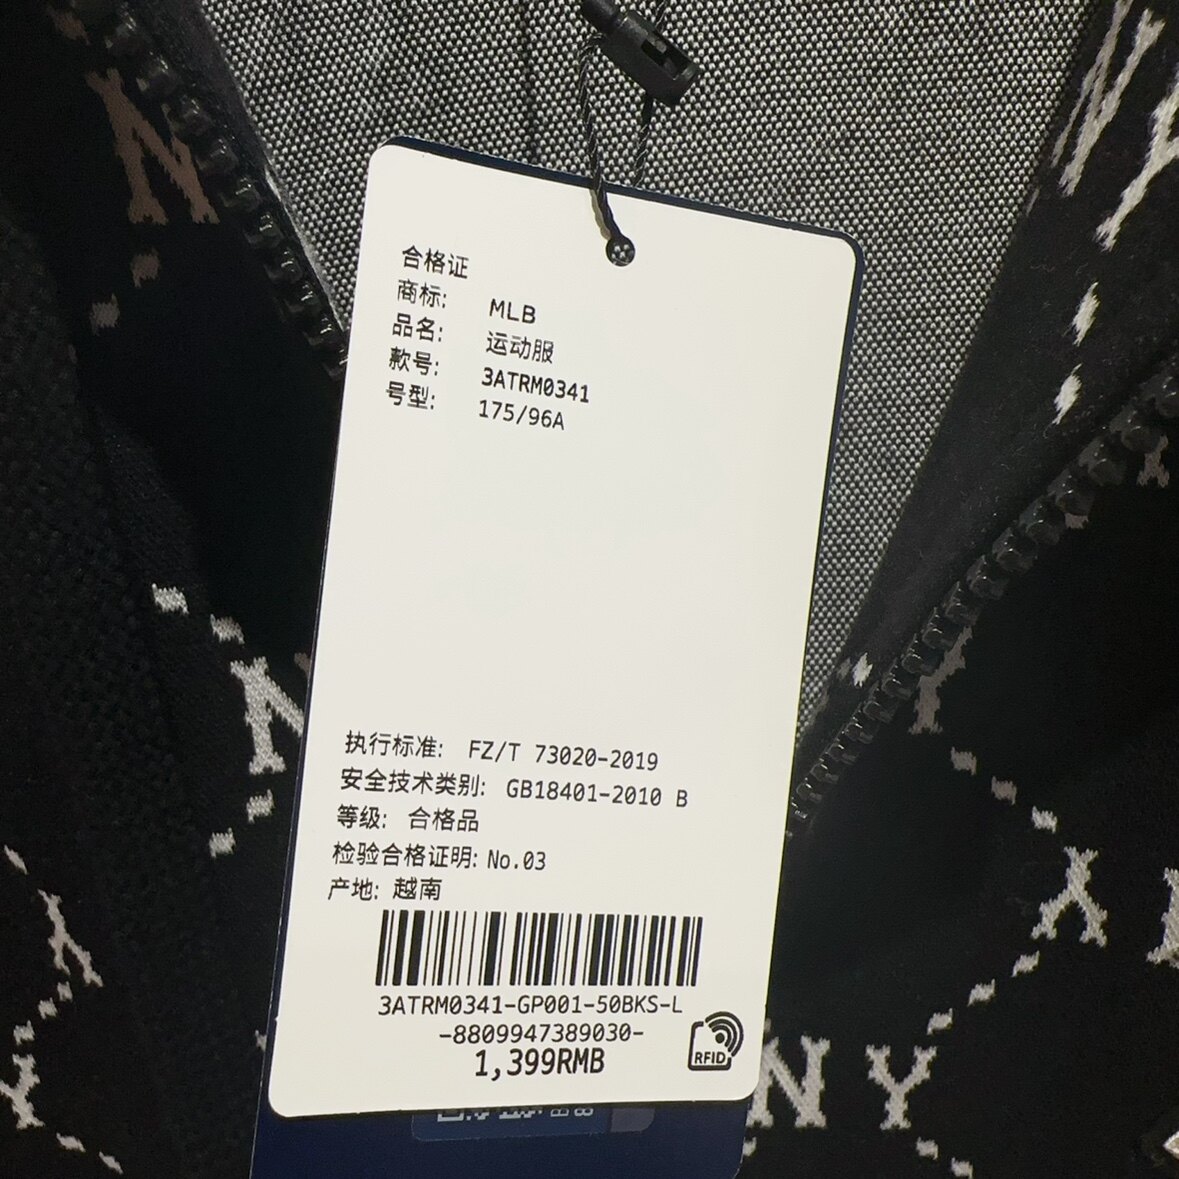 合格证
商标: MLB
品名: 运动服
款号: 3ATRM0341
号型: 175/96A
执行标准: FZ/T 73020-2019
安全技术类别: GB18401-2010 B
等级: 合格品
检验合格证明: No.03
产地: 越南
3ATRM0341-GP001-50BKS-L
-8809947389030-
1,399RMB
RFID
N
N
NY
N
N
Y
Y
Y
NY